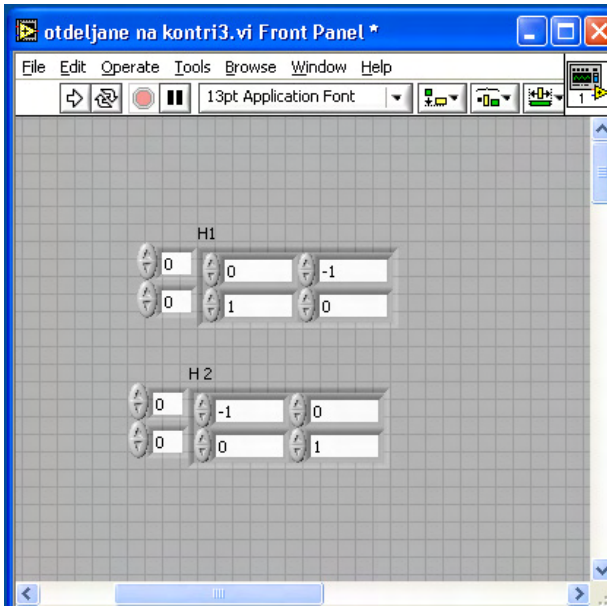 otdeljane na kontri3.vi Front Panel *
File Edit Operate Tools Browse Window Help
13pt Application Font
1
H1
0 0 -1
0 1 0
H 2
0 -1 0
0 0 1